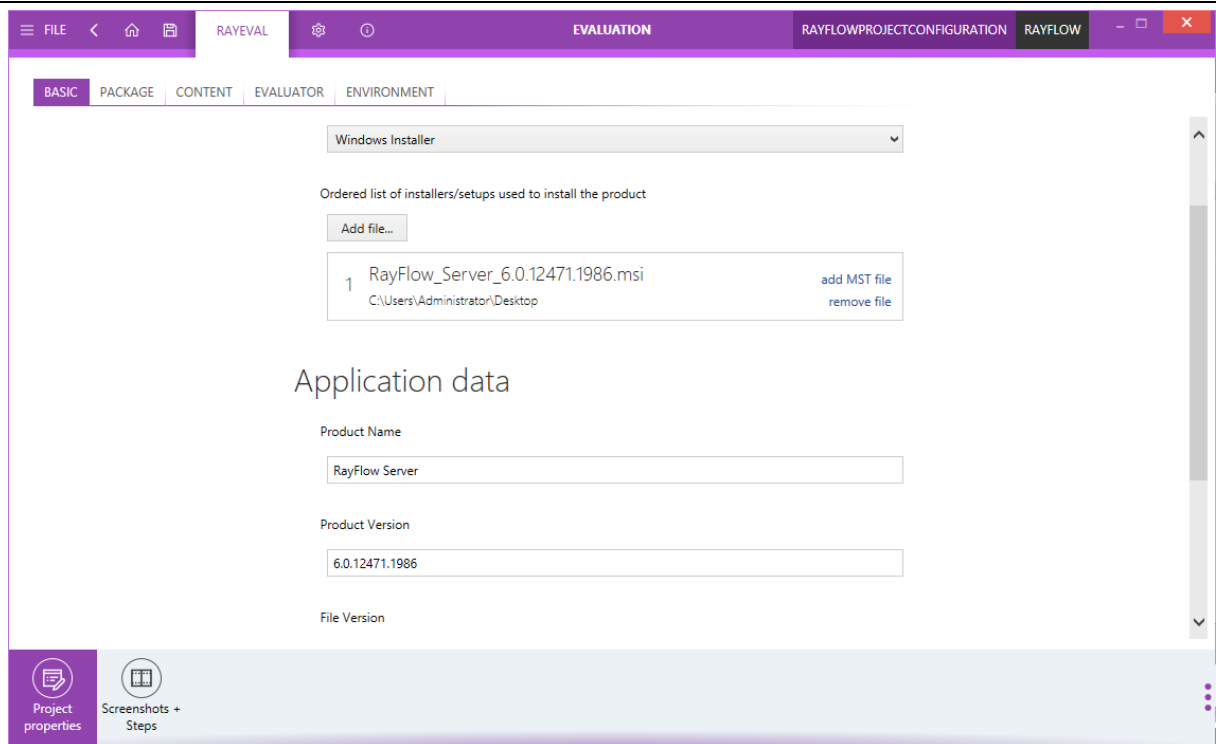 FILE
RAYEVAL
EVALUATION
RAYFLOWPROJECTCONFIGURATION
RAYFLOW
BASIC
PACKAGE
CONTENT
EVALUATOR
ENVIRONMENT
Windows Installer
Ordered list of installers/setups used to install the product
Add file...
1
RayFlow_Server_6.0.12471.1986.msi
C:\Users\Administrator\Desktop
add MST file
remove file
Application data
Product Name
RayFlow Server
Product Version
6.0.12471.1986
File Version
Project
properties
Screenshots +
Steps